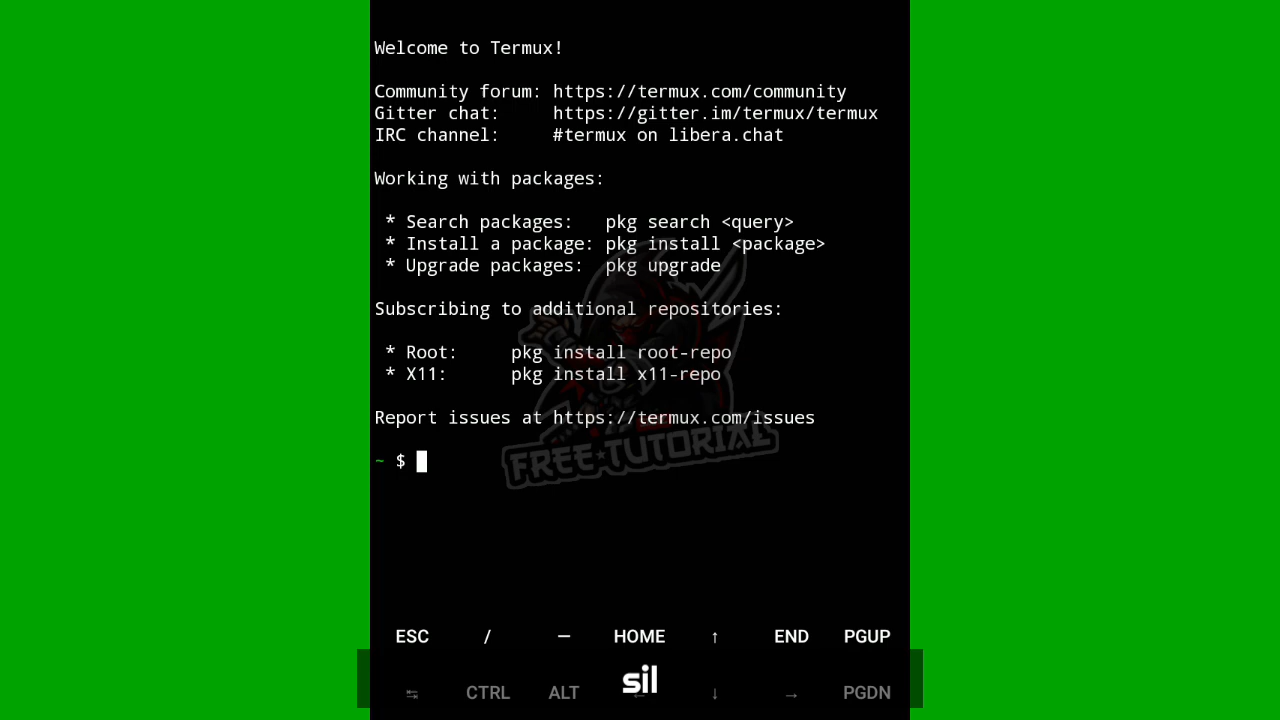 Welcome to Termux!
Community forum: https://termux.com/community
Gitter chat:     https://gitter.im/termux/termux
IRC channel:     #termux on libera.chat
Working with packages:
* Search packages:   pkg search <query>
* Install a package: pkg install <package>
* Upgrade packages:  pkg upgrade
Subscribing to additional repositories:
* Root:     pkg install root-repo
* X11:      pkg install x11-repo
Report issues at https://termux.com/issues
~ $
FREE★TUTORIAL
ESC / — HOME ↑ END PGUP
↹ CTRL ALT ← ↓ → PGDN
sil